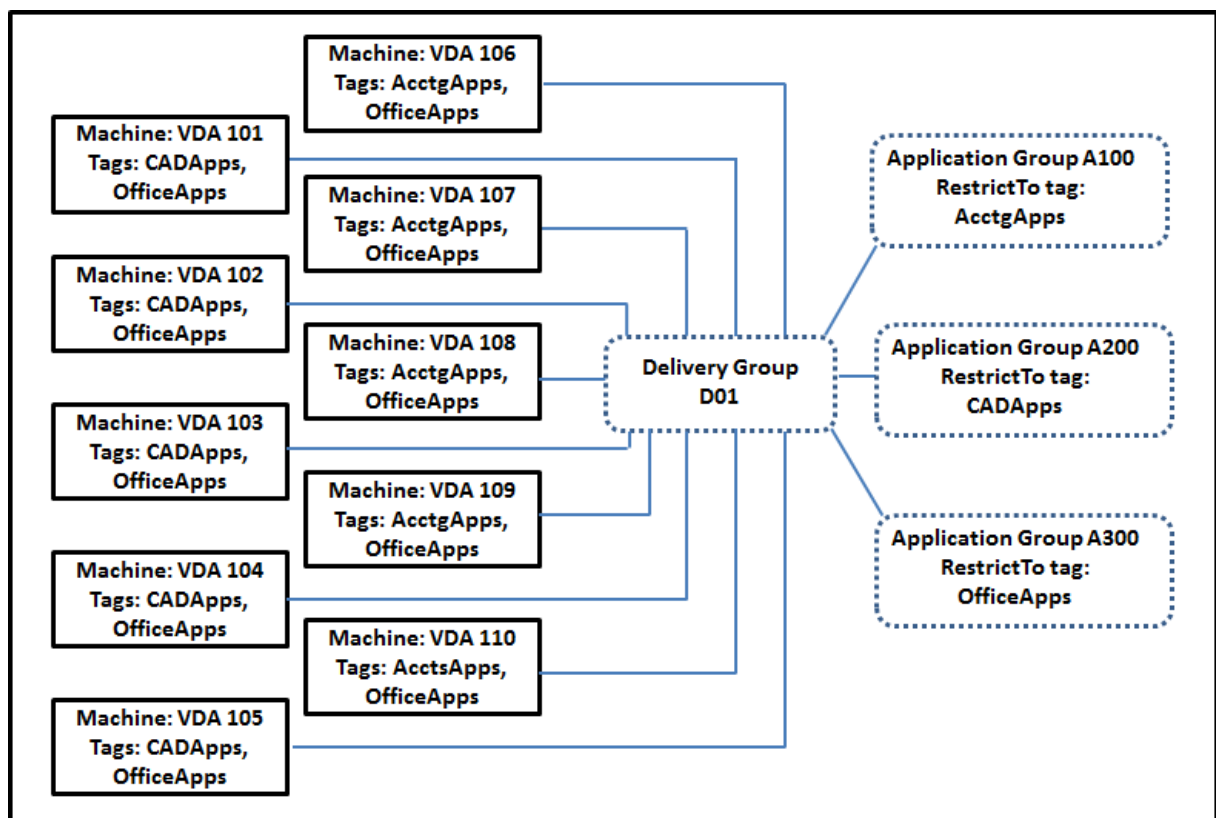 Machine: VDA 106
Tags: AcctgApps,
OfficeApps
Machine: VDA 101
Tags: CADApps,
OfficeApps
Machine: VDA 107
Tags: AcctgApps,
OfficeApps
Machine: VDA 102
Tags: CADApps,
OfficeApps
Machine: VDA 108
Tags: AcctgApps,
OfficeApps
Machine: VDA 103
Tags: CADApps,
OfficeApps
Machine: VDA 109
Tags: AcctgApps,
OfficeApps
Machine: VDA 104
Tags: CADApps,
OfficeApps
Machine: VDA 110
Tags: AcctsApps,
OfficeApps
Machine: VDA 105
Tags: CADApps,
OfficeApps
Delivery Group
D01
Application Group A100
RestrictTo tag:
AcctgApps
Application Group A200
RestrictTo tag:
CADApps
Application Group A300
RestrictTo tag:
OfficeApps